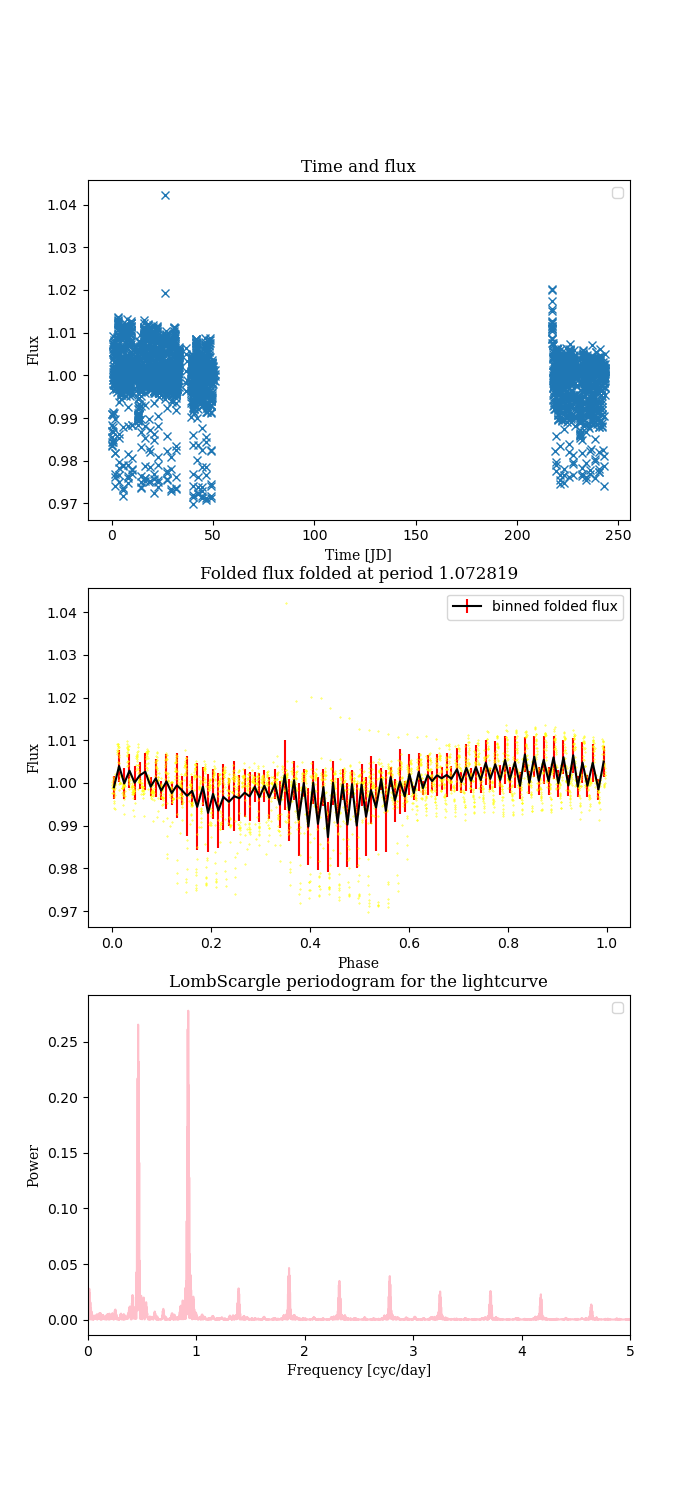 Time and flux
1.04
1.03
1.02
1.01
1.00
0.99
0.98
0.97
Flux
0 50 100 150 200 250
Time [JD]
Folded flux folded at period 1.072819
binned folded flux
1.04
1.03
1.02
1.01
1.00
0.99
0.98
0.97
Flux
0.0 0.2 0.4 0.6 0.8 1.0
Phase
LombScargle periodogram for the lightcurve
0.25
0.20
0.15
0.10
0.05
0.00
Power
0 1 2 3 4 5
Frequency [cyc/day]